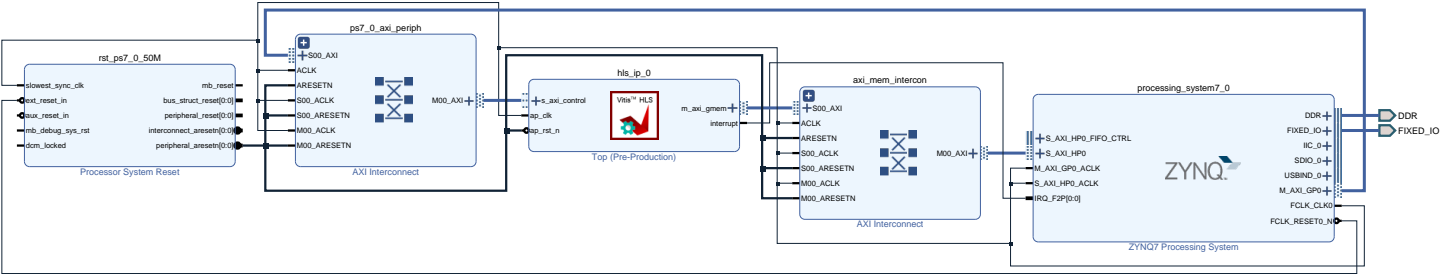 rst_ps7_0_50M
slowest_sync_clk
ext_reset_in
aux_reset_in
mb_debug_sys_rst
dcm_locked
mb_reset
bus_struct_reset[0:0]
peripheral_reset[0:0]
interconnect_aresetn[0:0]
peripheral_aresetn[0:0]
Processor System Reset
ps7_0_axi_periph
S00_AXI
ACLK
ARESETN
S00_ACLK
S00_ARESETN
M00_ACLK
M00_ARESETN
M00_AXI
AXI Interconnect
hls_ip_0
s_axi_control
ap_clk
ap_rst_n
Vitis™ HLS
m_axi_gmem
interrupt
Top (Pre-Production)
axi_mem_intercon
S00_AXI
ACLK
ARESETN
S00_ACLK
S00_ARESETN
M00_ACLK
M00_ARESETN
M00_AXI
AXI Interconnect
processing_system7_0
S_AXI_HP0_FIFO_CTRL
S_AXI_HP0
M_AXI_GP0_ACLK
S_AXI_HP0_ACLK
IRQ_F2P[0:0]
ZYNQ.
DDR
FIXED_IO
IIC_0
SDIO_0
USBIND_0
M_AXI_GP0
FCLK_CLK0
FCLK_RESET0_N
ZYNQ7 Processing System
DDR
FIXED_IO